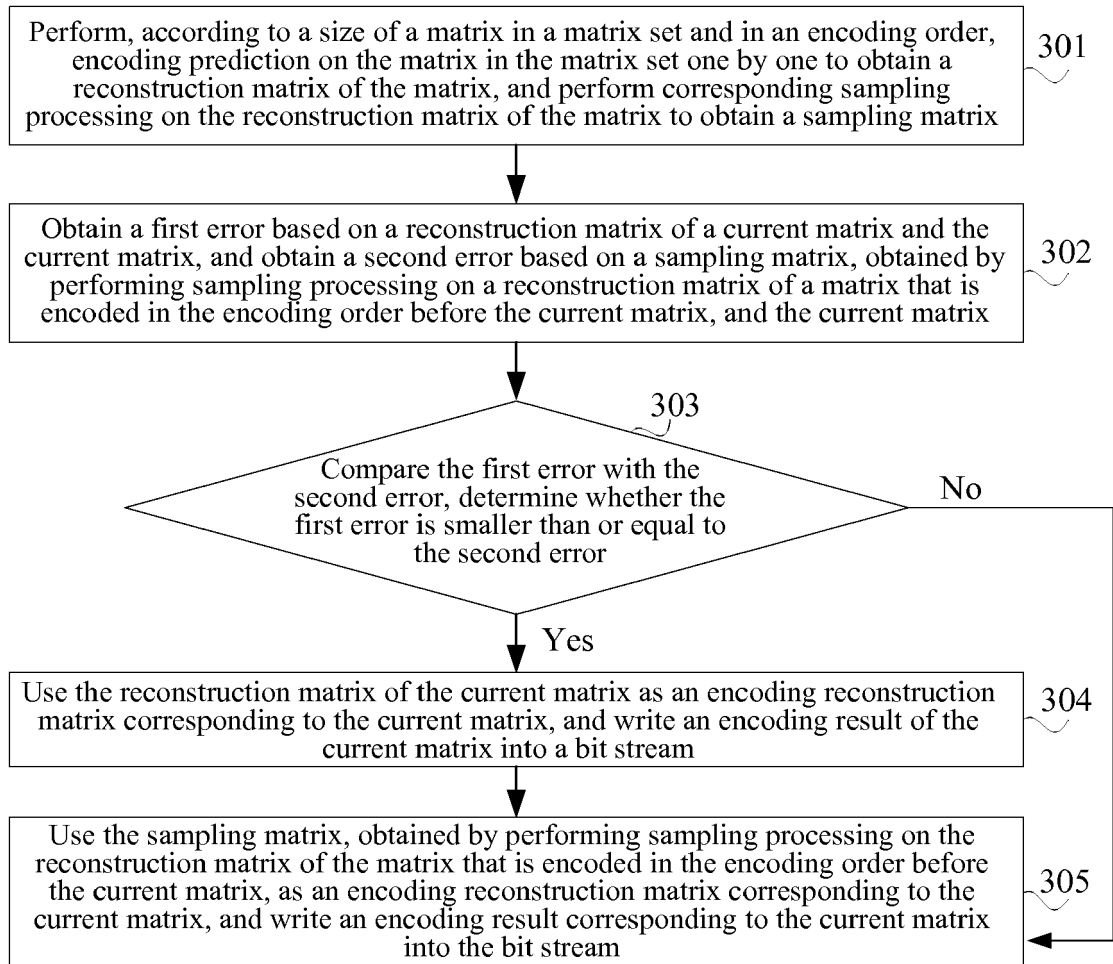 Perform, according to a size of a matrix in a matrix set and in an encoding order,
encoding prediction on the matrix in the matrix set one by one to obtain a
reconstruction matrix of the matrix, and perform corresponding sampling
processing on the reconstruction matrix of the matrix to obtain a sampling matrix
301
Obtain a first error based on a reconstruction matrix of a current matrix and the
current matrix, and obtain a second error based on a sampling matrix, obtained by
performing sampling processing on a reconstruction matrix of a matrix that is
encoded in the encoding order before the current matrix, and the current matrix
302
303
Compare the first error with the
second error, determine whether the
first error is smaller than or equal to
the second error
No
Yes
Use the reconstruction matrix of the current matrix as an encoding reconstruction
matrix corresponding to the current matrix, and write an encoding result of the
current matrix into a bit stream
304
Use the sampling matrix, obtained by performing sampling processing on the
reconstruction matrix of the matrix that is encoded in the encoding order before
the current matrix, as an encoding reconstruction matrix corresponding to the
current matrix, and write an encoding result corresponding to the current matrix
into the bit stream
305